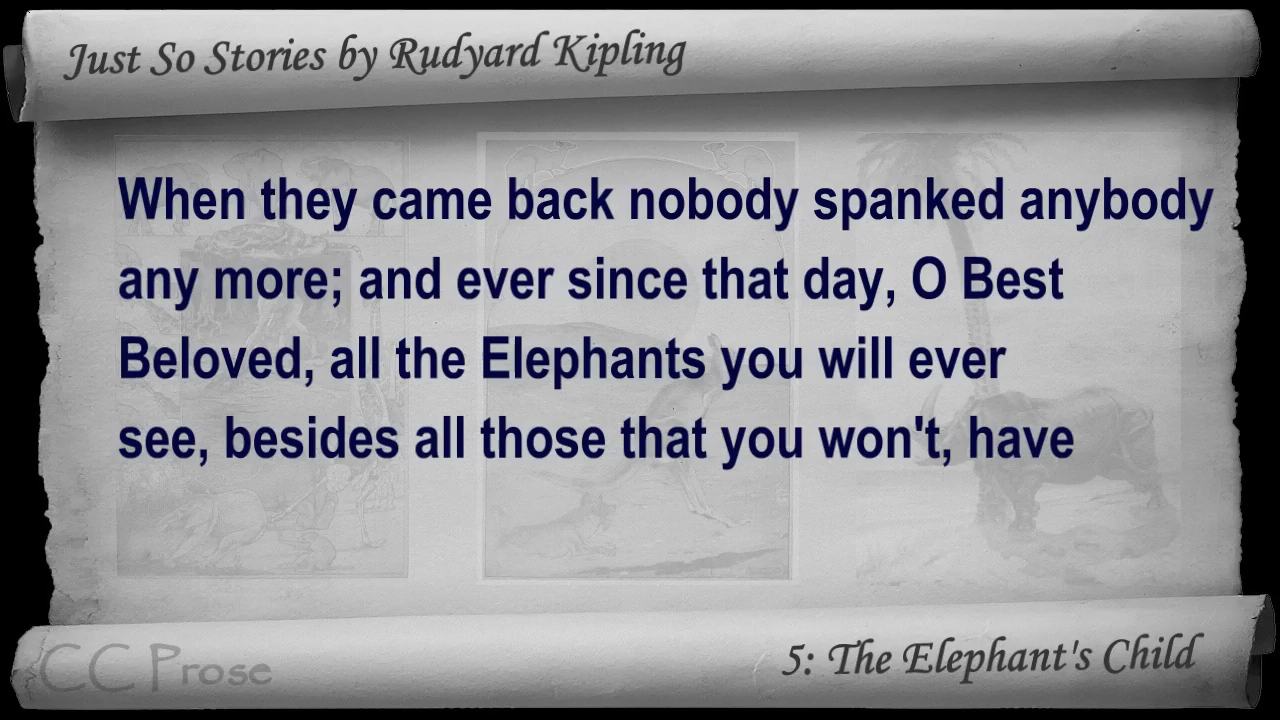 Just So Stories by Rudyard Kipling
When they came back nobody spanked anybody
any more; and ever since that day, O Best
Beloved, all the Elephants you will ever
see, besides all those that you won't, have
CC Prose
5: The Elephant's Child